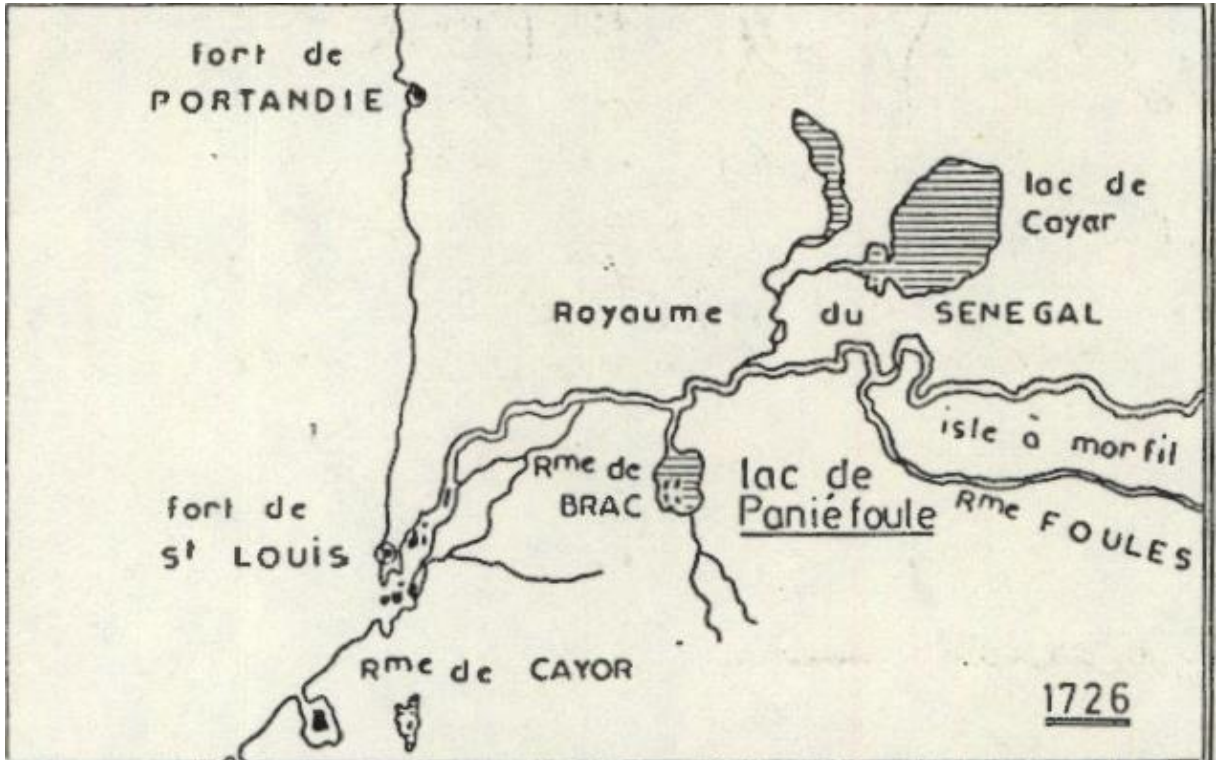 fort de
PORTANDIE
lac de
Cayar
Royaume du SENEGAL
isle à morfil
Rme de
BRAC
lac de
Paniéfoule
Rme FOULES
fort de
St LOUIS
Rme de CAYOR
1726